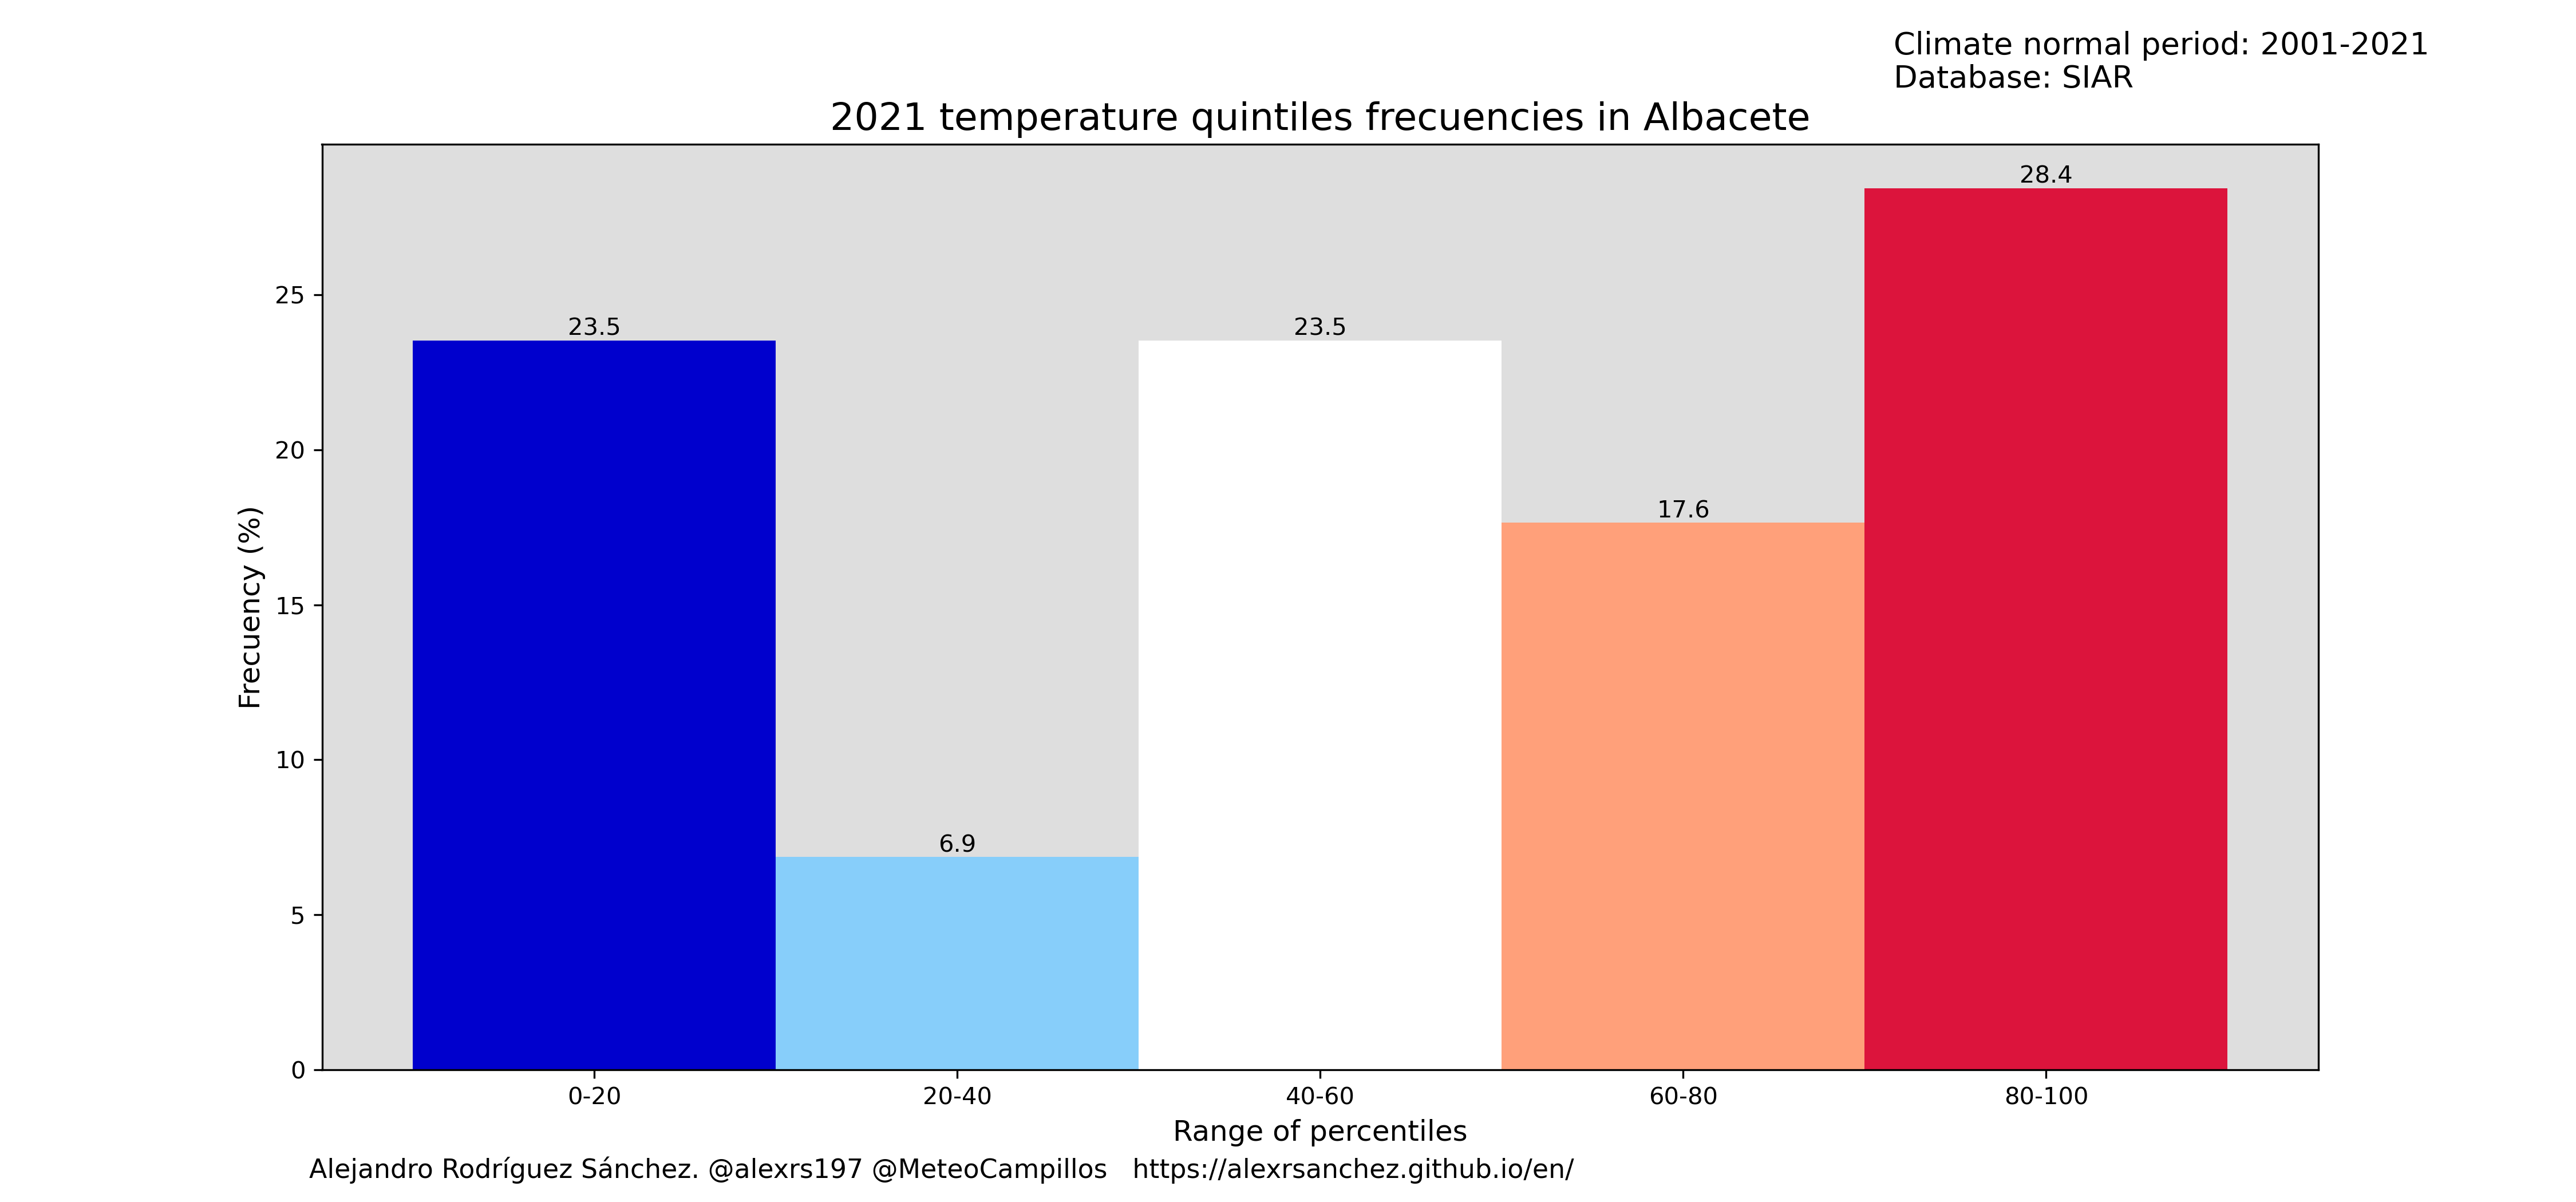 Climate normal period: 2001-2021
Database: SIAR
2021 temperature quintiles frecuencies in Albacete
28.4
25
23.5
23.5
20
17.6
Frecuency (%)
15
10
6.9
5
0
0-20
20-40
40-60
60-80
80-100
Range of percentiles
Alejandro Rodríguez Sánchez. @alexrs197 @MeteoCampillos https://alexrsanchez.github.io/en/